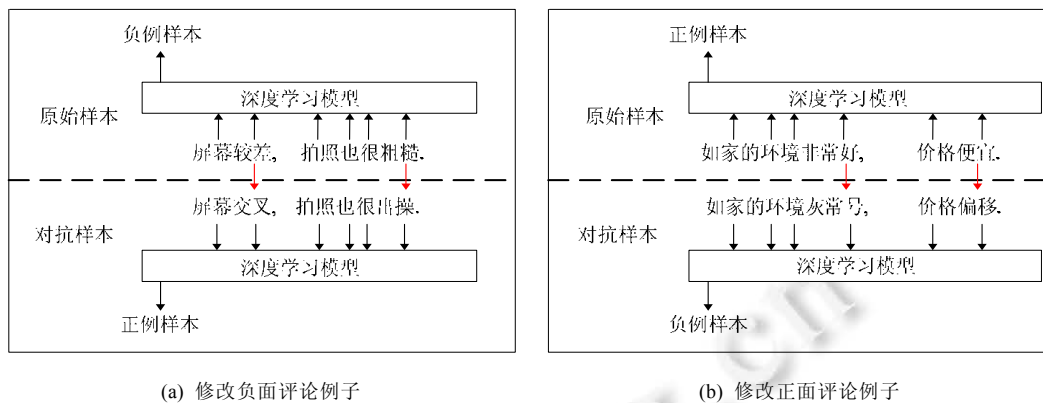 负例样本
深度学习模型
原始样本
屏幕较差, 拍照也很粗糙.
屏幕交叉, 拍照也很出操.
对抗样本
深度学习模型
正例样本
(a) 修改负面评论例子
正例样本
深度学习模型
原始样本
如家的环境非常好, 价格便宜.
如家的环境灰常号, 价格偏移.
对抗样本
深度学习模型
负例样本
(b) 修改正面评论例子